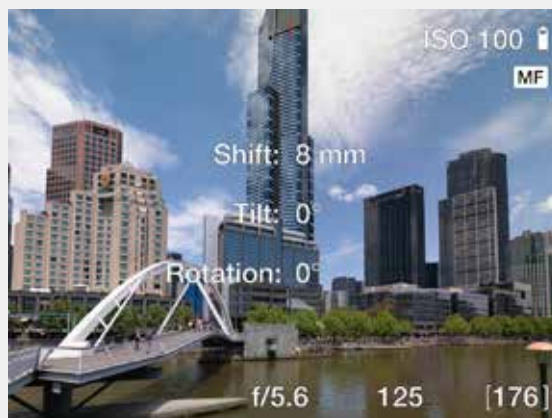 ISO 100
MF
Shift: 8 mm
Tilt: 0°
Rotation: 0°
f/5.6 125 [176]